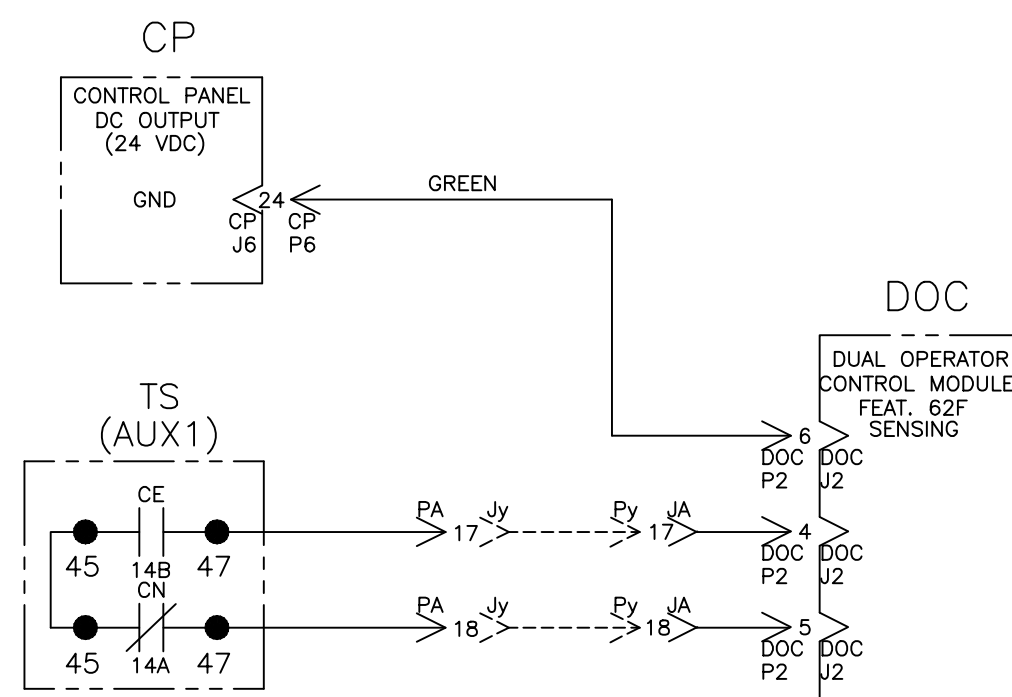 CP
CONTROL PANEL
DC OUTPUT
(24 VDC)
GND
24
CP
J6
CP
P6
GREEN
DOC
DUAL OPERATOR
CONTROL MODULE
FEAT. 62F
SENSING
6
DOC
P2
DOC
J2
TS
(AUX1)
CE
45
14B
47
PA
17
Jy
Py
17
JA
4
DOC
P2
DOC
J2
CN
45
14A
47
PA
18
Jy
Py
18
JA
5
DOC
P2
DOC
J2